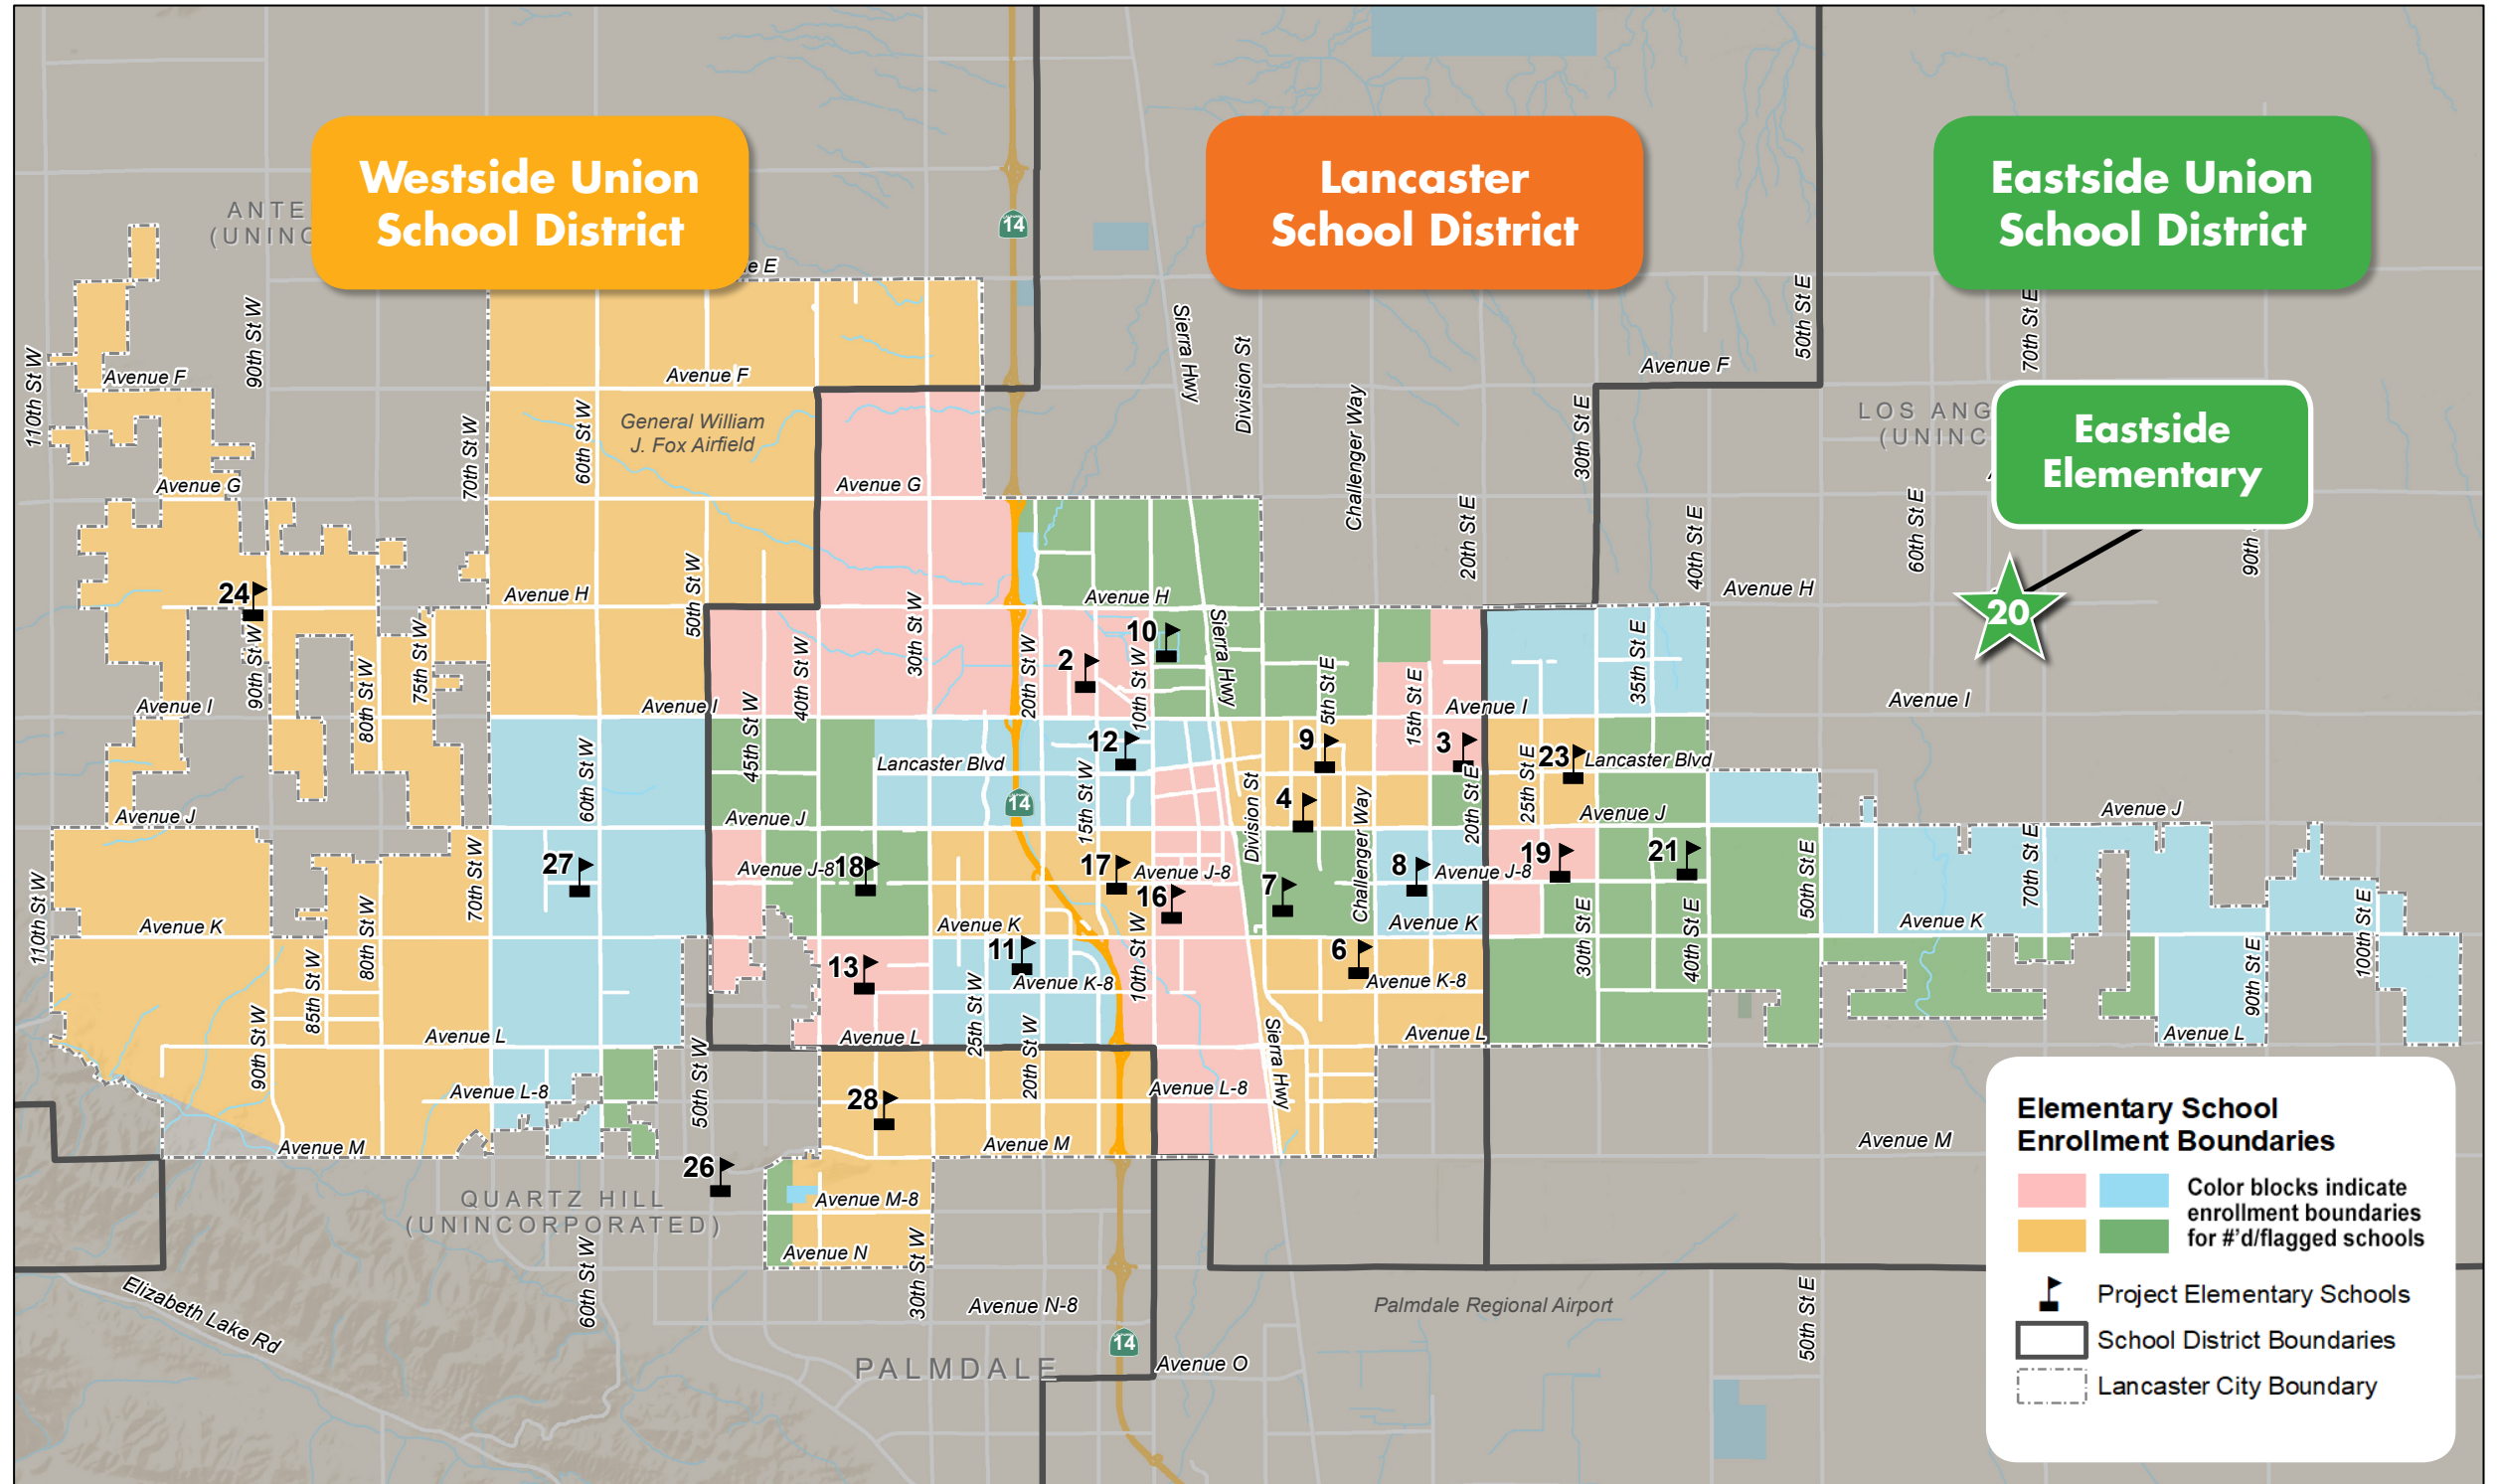 Westside Union
School District
Lancaster
School District
Eastside Union
School District
ANTE
(UNINC
14
e E
Sierra Hwy
Division St
50th St E
70th St E
110th St W
90th St W
Avenue F
Avenue F
Avenue F
General William
J. Fox Airfield
70th St W
60th St W
Challenger Way
30th St E
LOS ANG
(UNINC
Eastside
Elementary
Avenue G
Avenue G
20th St E
40th St E
60th St E
90th
50th St W
24
Avenue H
Avenue H
Avenue H
20
90th St W
80th St W
75th St W
40th St W
30th St W
20th St W
2
10th St W
10
Sierra Hwy
5th St E
15th St E
35th St E
Avenue I
Avenue I
Avenue I
Avenue I
45th St W
60th St W
12
9
3
23
25th St E
Lancaster Blvd
Lancaster Blvd
14
15th St W
Division St
4
Challenger Way
20th St E
Avenue J
Avenue J
Avenue J
Avenue J
70th St W
27
Avenue J-8
18
17
Avenue J-8
16
7
8
Avenue J-8
19
21
50th St E
70th St E
110th St W
Avenue K
80th St W
Avenue K
10th St W
Avenue K
30th St E
40th St E
Avenue K
100th St E
85th St W
13
11
Avenue K-8
6
Avenue K-8
90th St E
90th St W
Avenue L
50th St W
Avenue L
25th St W
20th St W
Sierra Hwy
Avenue L
Avenue L
Avenue L-8
28
Avenue L-8
Avenue M
Avenue M
Avenue M
26
QUARTZ HILL
(UNINCORPORATED)
Avenue M-8
Avenue N
30th St W
60th St W
Elizabeth Lake Rd
Avenue N-8
Palmdale Regional Airport
50th St E
14
PALMDALE
Avenue O
Elementary School
Enrollment Boundaries
Color blocks indicate
enrollment boundaries
for #'d/flagged schools
Project Elementary Schools
School District Boundaries
Lancaster City Boundary